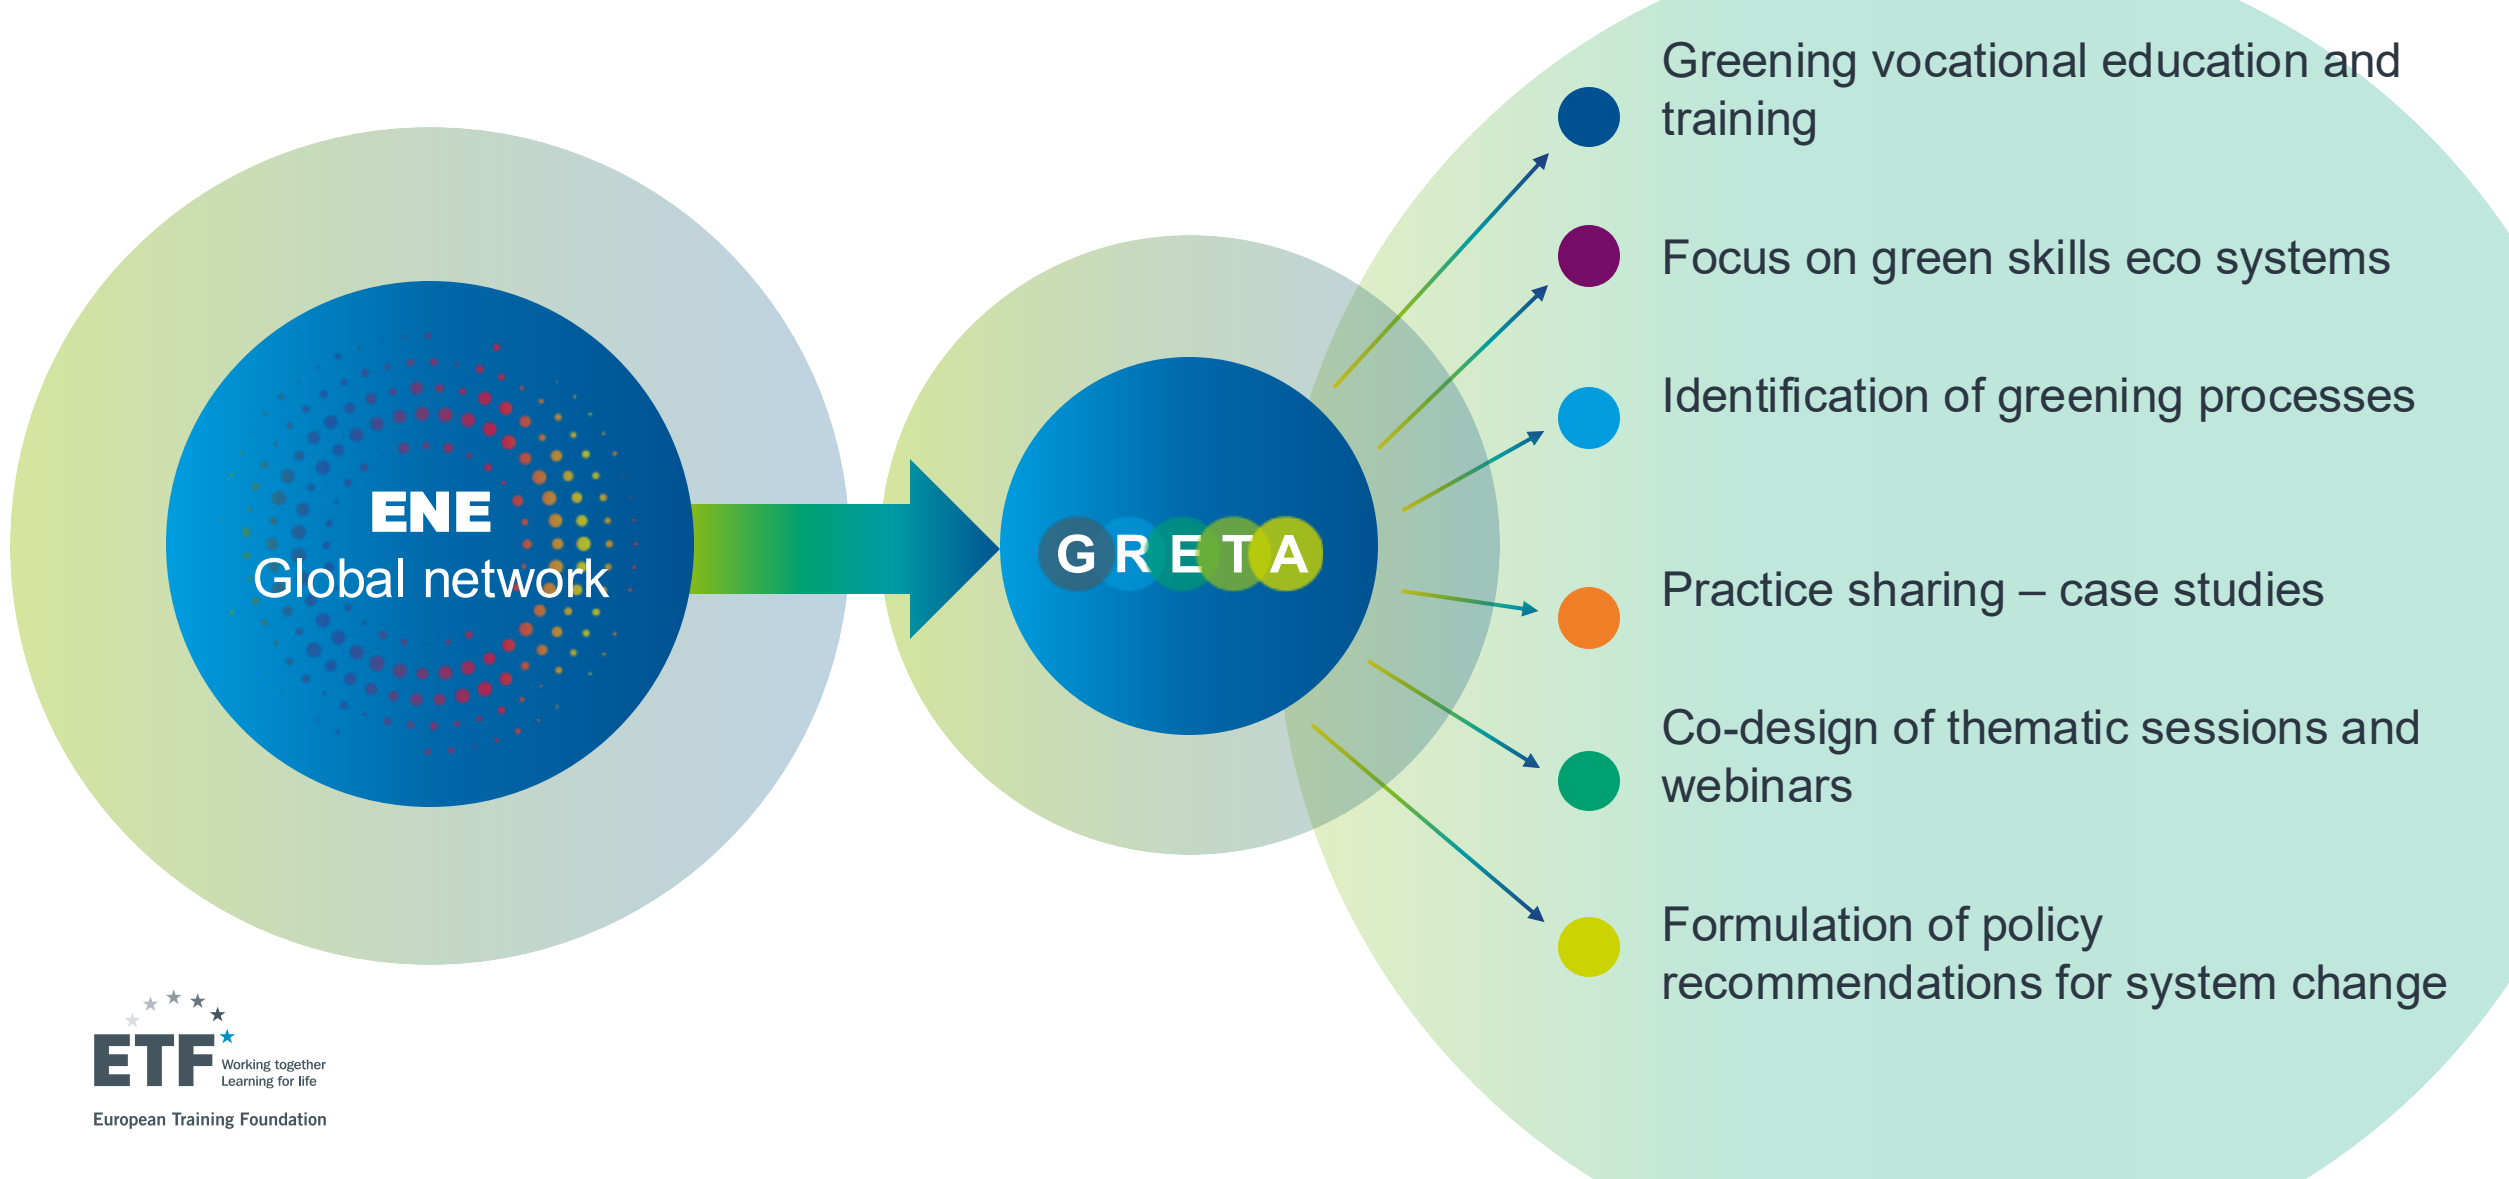 ENE
Global network
GRETA
Greening vocational education and
training
Focus on green skills eco systems
Identification of greening processes
Practice sharing – case studies
Co-design of thematic sessions and
webinars
Formulation of policy
recommendations for system change
ETF
Working together
Learning for life
European Training Foundation